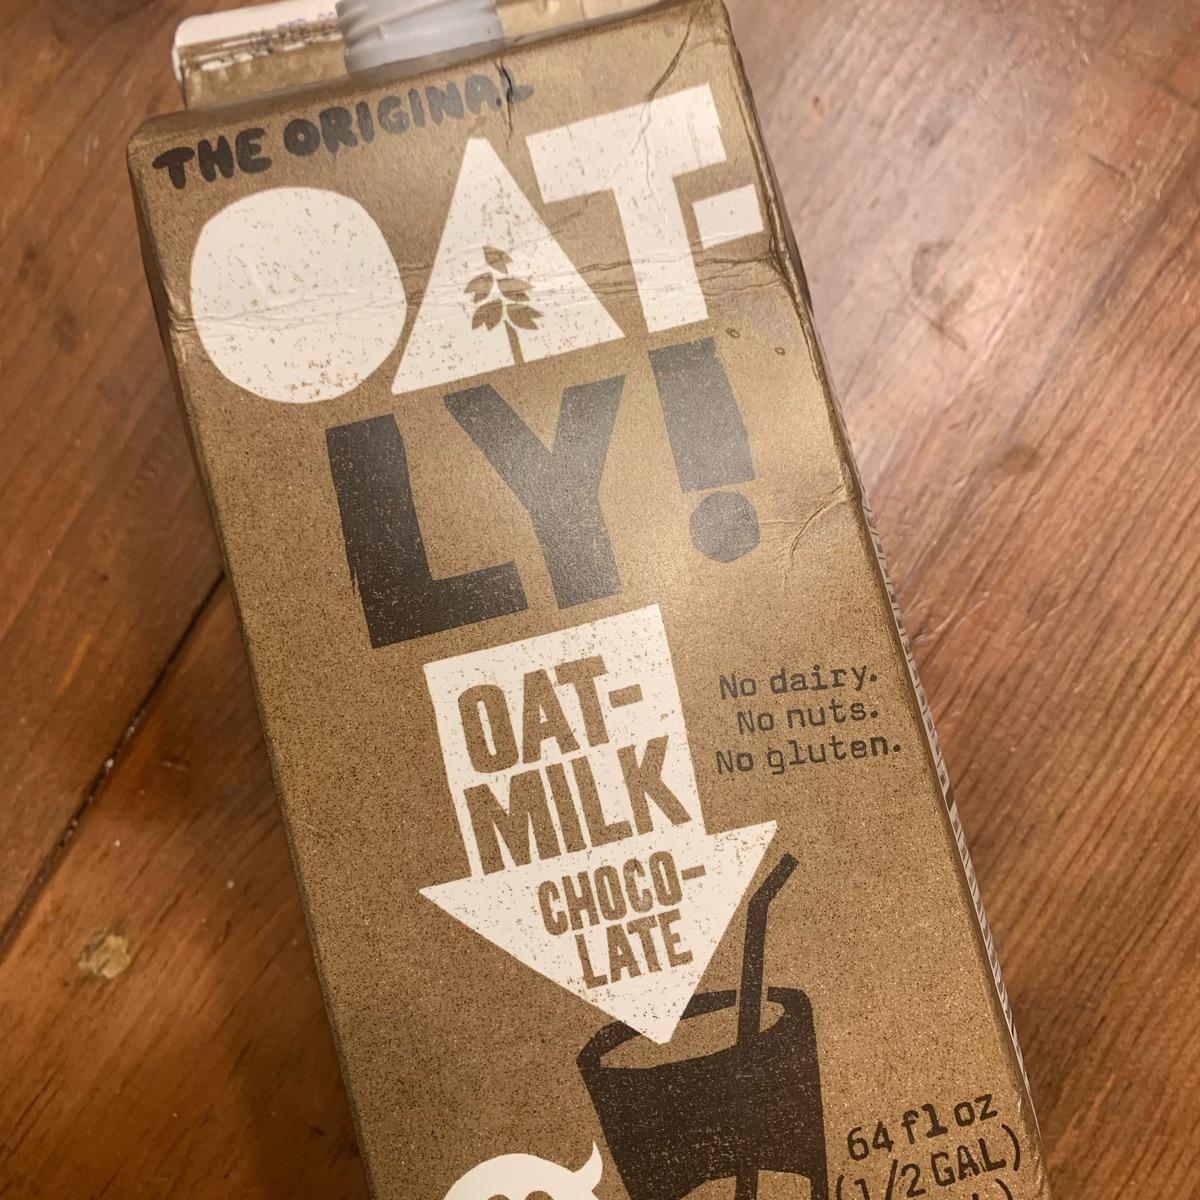 THE ORIGINAL
OAT-
LY!
OAT-
MILK
CHOCO-
LATE
No dairy.
No nuts.
No gluten.
64 fl oz
(1/2 GAL)